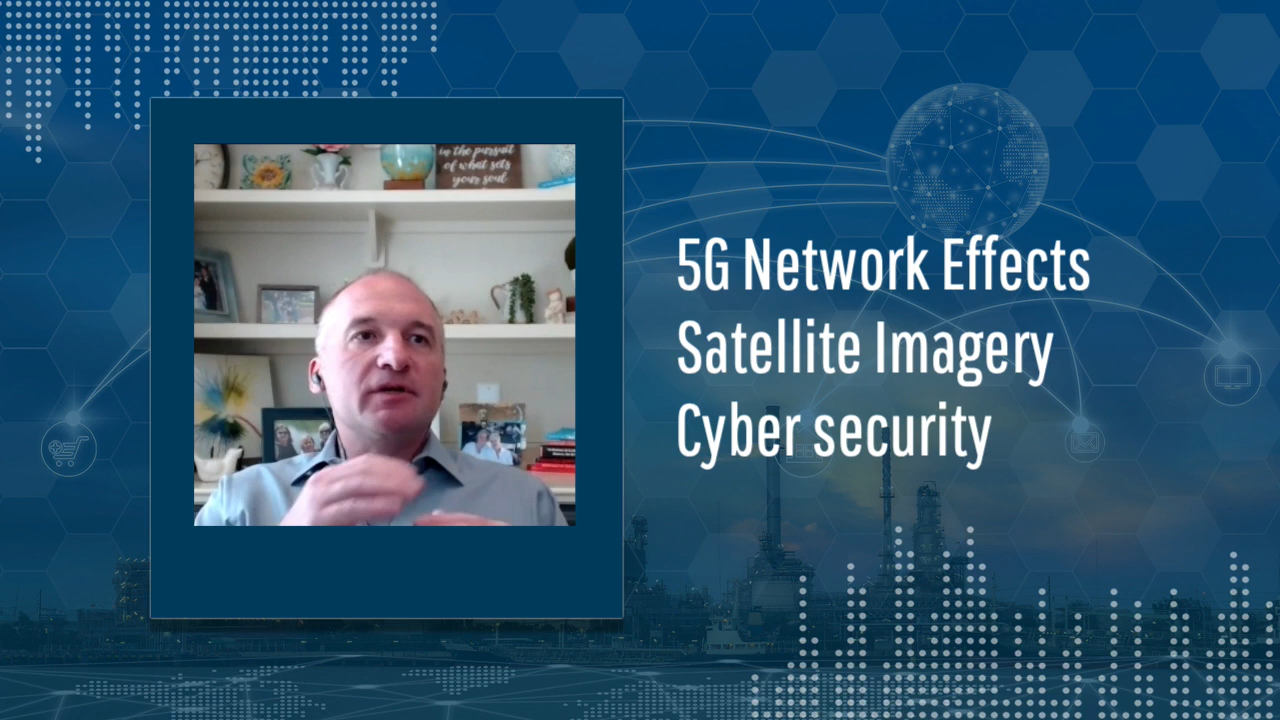 in the pursuit
of what sets
your soul
5G Network Effects
Satellite Imagery
Cyber security